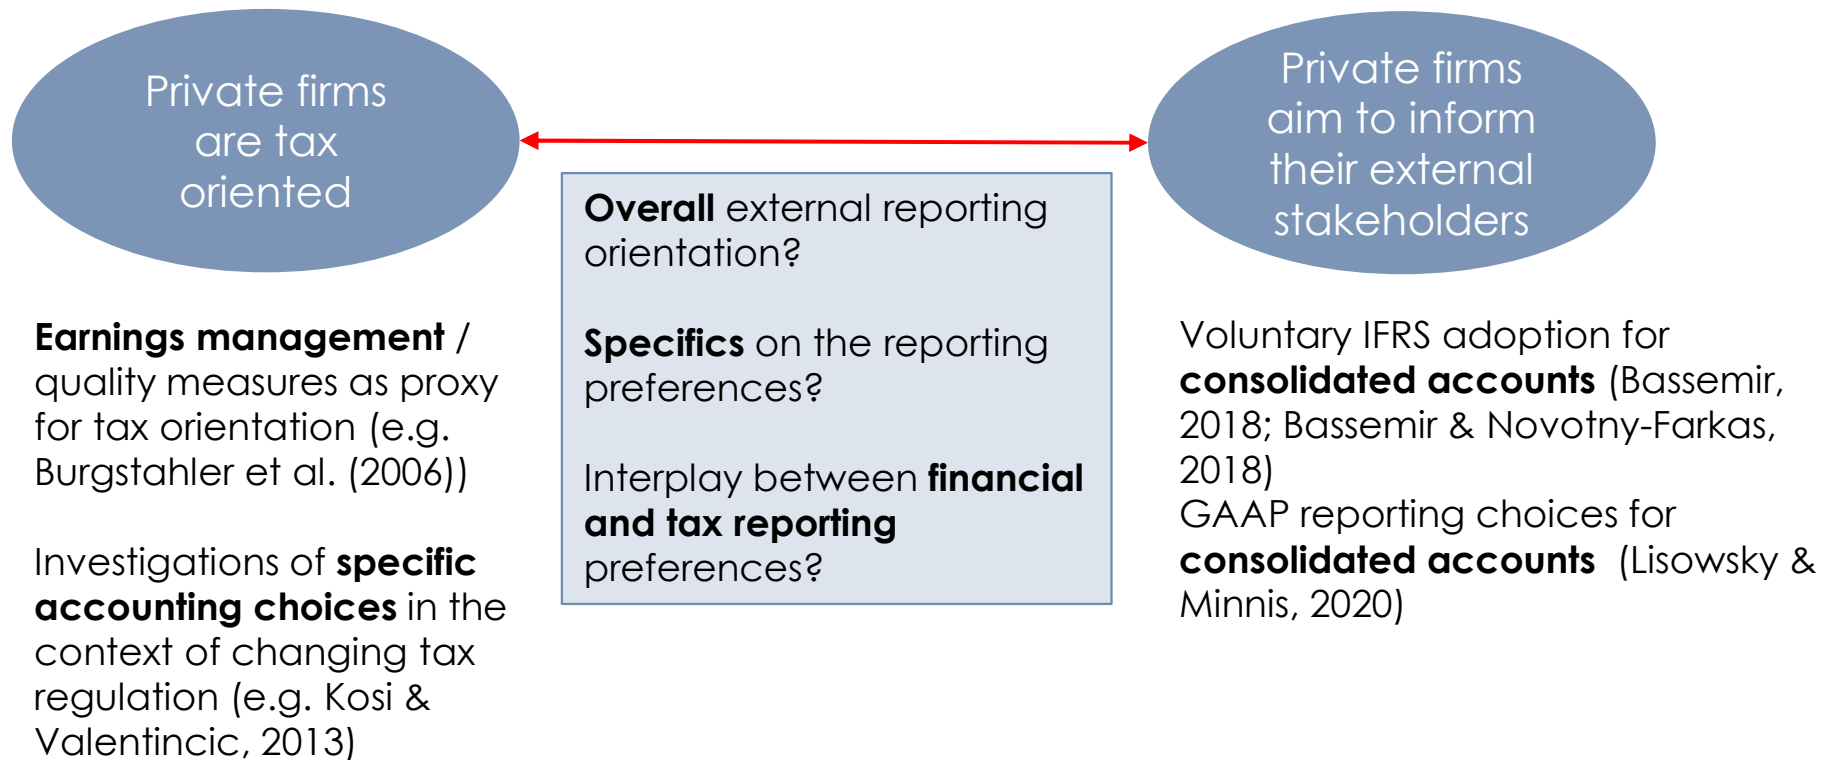 Private firms
are tax
oriented
Private firms
aim to inform
their external
stakeholders
Overall external reporting
orientation?
Specifics on the reporting
preferences?
Interplay between financial
and tax reporting
preferences?
Earnings management /
quality measures as proxy
for tax orientation (e.g.
Burgstahler et al. (2006))
Investigations of specific
accounting choices in the
context of changing tax
regulation (e.g. Kosi &
Valentincic, 2013)
Voluntary IFRS adoption for
consolidated accounts (Bassemir,
2018; Bassemir & Novotny-Farkas,
2018)
GAAP reporting choices for
consolidated accounts (Lisowsky &
Minnis, 2020)